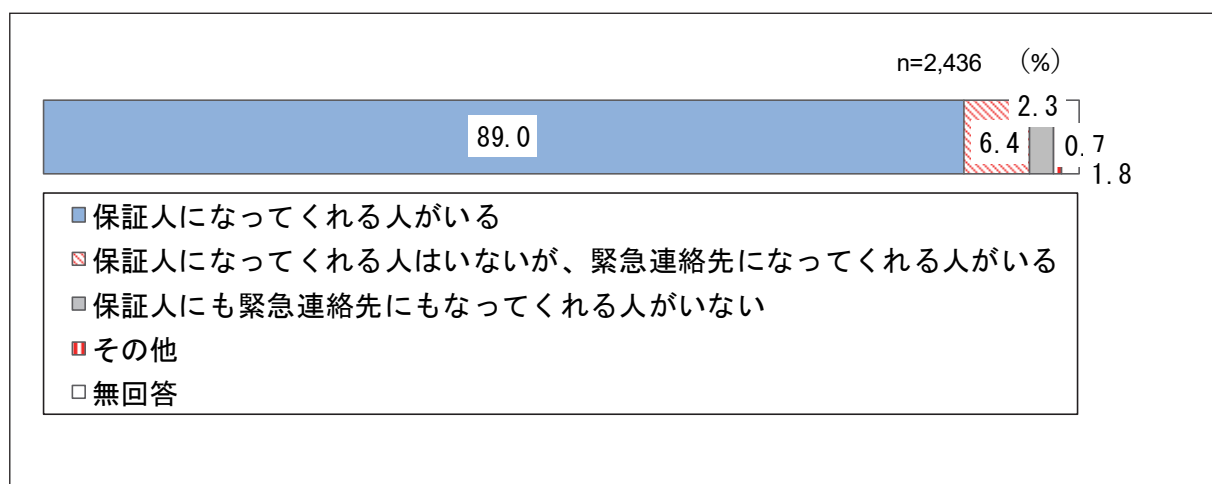 n=2,436 （%）
2.3
89.0
6.4
0.7
1.8
保証人になってくれる人がいる
保証人になってくれる人はいないが、緊急連絡先になってくれる人がいる
保証人にも緊急連絡先にもなってくれる人がいない
その他
無回答